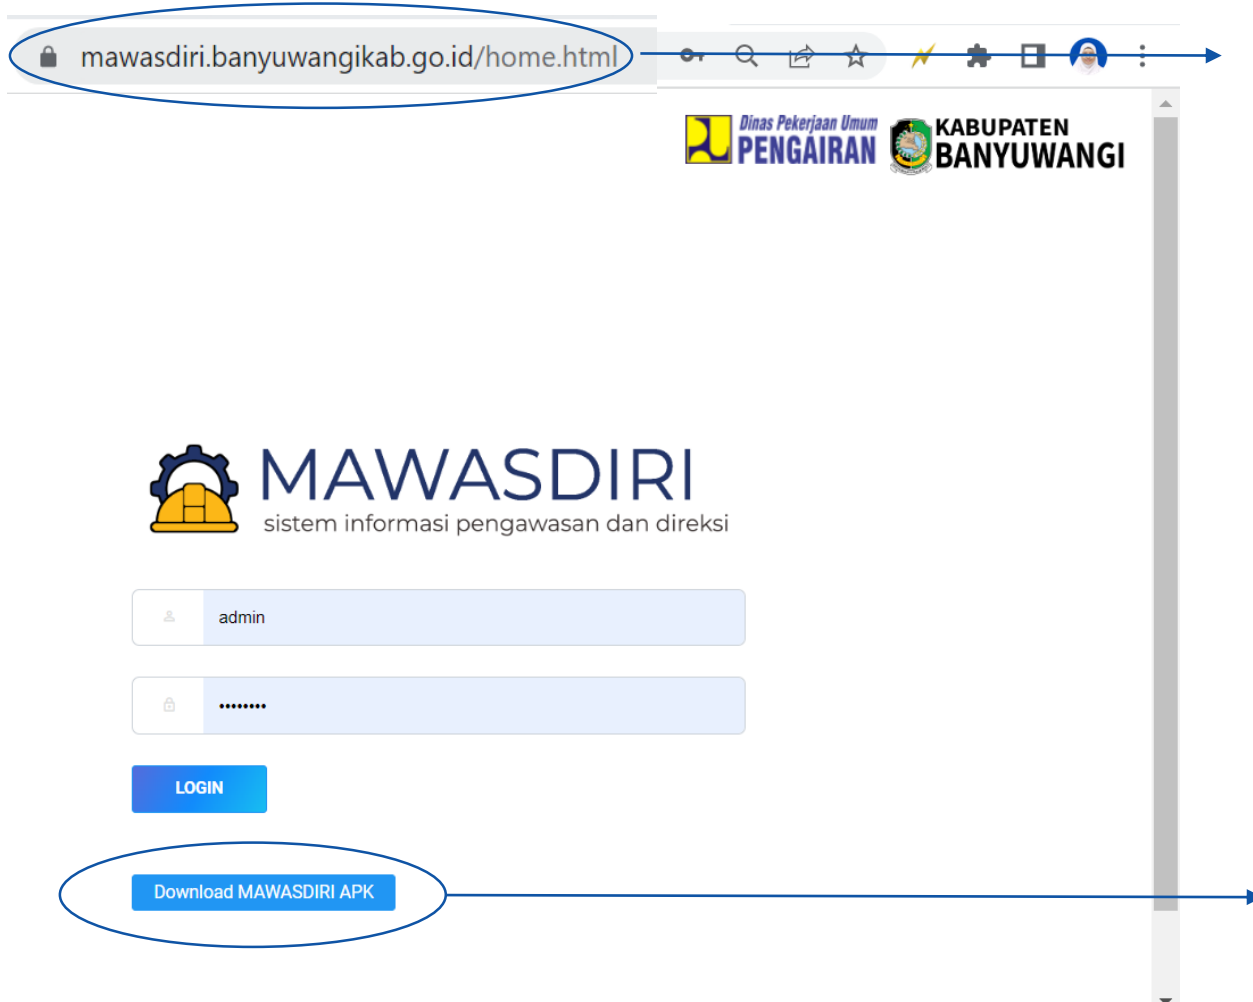 mawasdiri.banyuwangikab.go.id/home.html
Dinas Pekerjaan Umum
PENGAIRAN
KABUPATEN
BANYUWANGI
MAWASDIRI
sistem informasi pengawasan dan direksi
admin
••••••••
LOGIN
Download MAWASDIRI APK